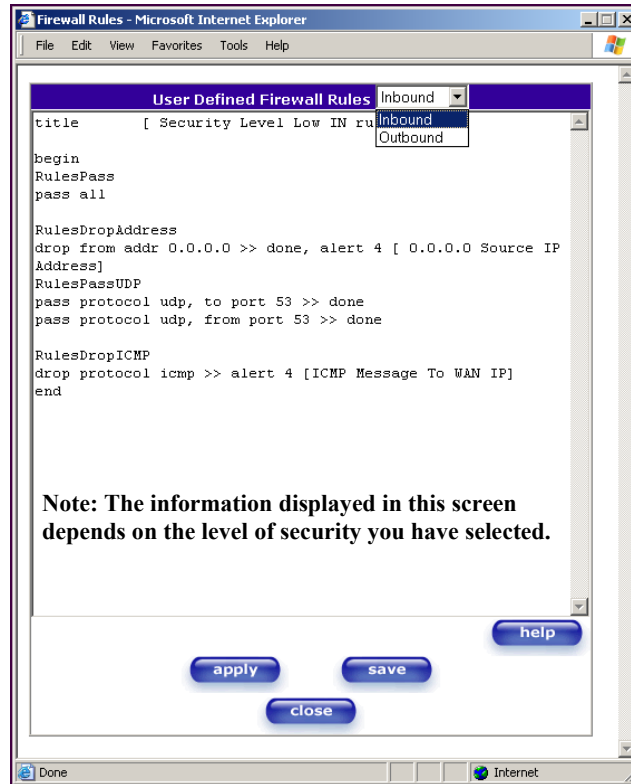 Firewall Rules - Microsoft Internet Explorer
File Edit View Favorites Tools Help
User Defined Firewall Rules Inbound
Inbound
Outbound
title [ Security Level Low IN ru
begin
RulesPass
pass all
RulesDropAddress
drop from addr 0.0.0.0 >> done, alert 4 [ 0.0.0.0 Source IP
Address]
RulesPassUDP
pass protocol udp, to port 53 >> done
pass protocol udp, from port 53 >> done
RulesDropICMP
drop protocol icmp >> alert 4 [ICMP Message To WAN IP]
end
Note: The information displayed in this screen
depends on the level of security you have selected.
help
apply save
close
Done Internet